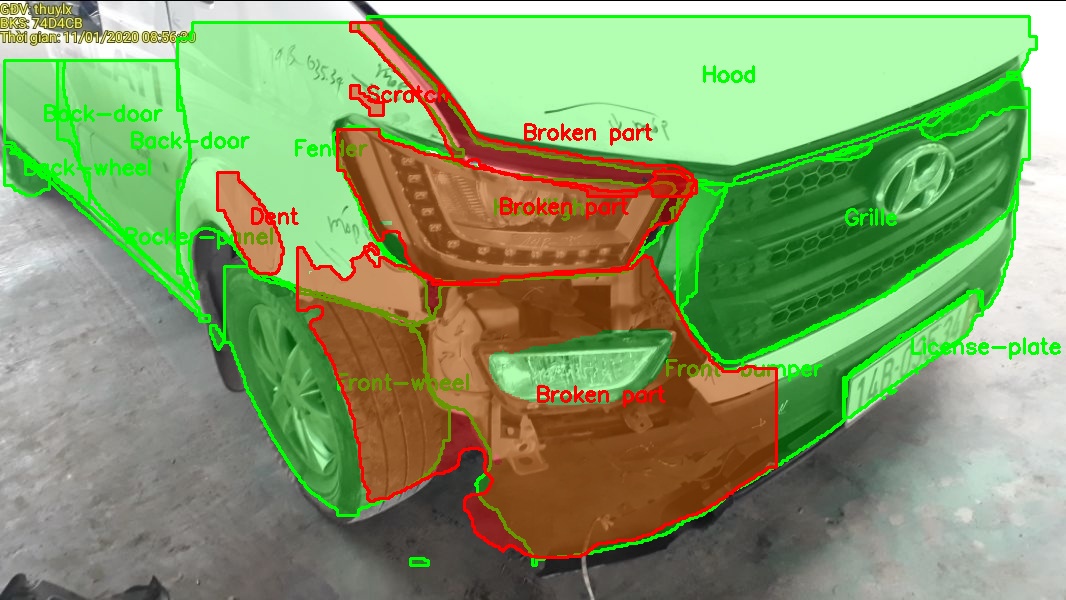 GDV: thuylx
BKS: 74D4CB
Thời gian: 11/01/2020 08:56:30
Hood
Scratch
Back-door
Broken part
Back-door
Fender
Back-wheel
Broken part
Dent
Grille
Rocker-panel
License-plate
Front-bumper
Front-wheel
Broken part